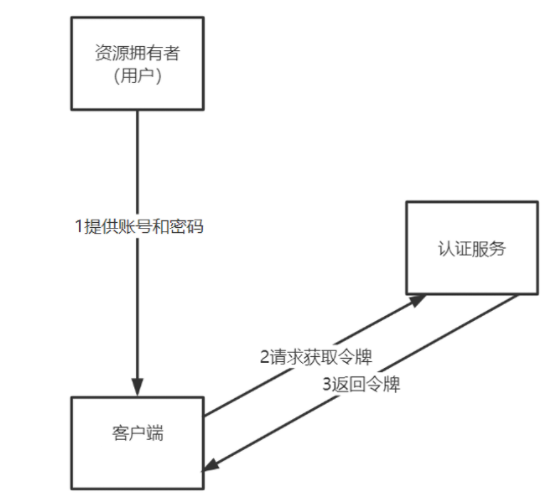 资源拥有者
（用户）
1提供账号和密码
认证服务
2请求获取令牌
3返回令牌
客户端